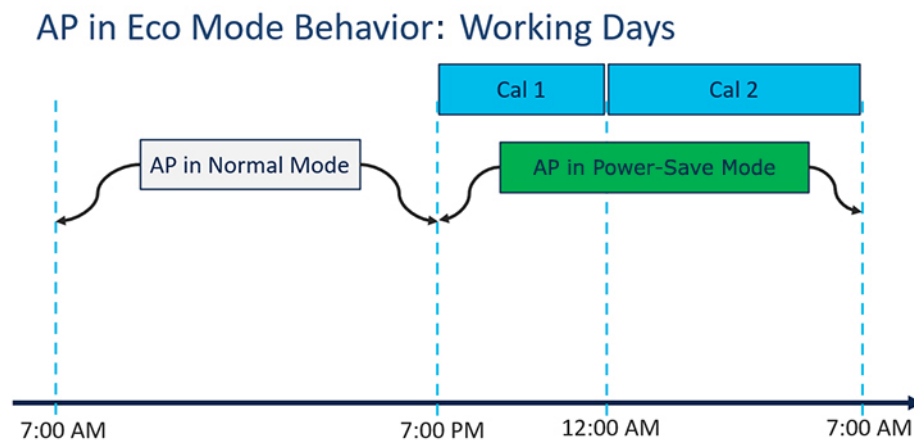 AP in Eco Mode Behavior: Working Days
Cal 1
Cal 2
AP in Normal Mode
AP in Power-Save Mode
7:00 AM
7:00 PM
12:00 AM
7:00 AM